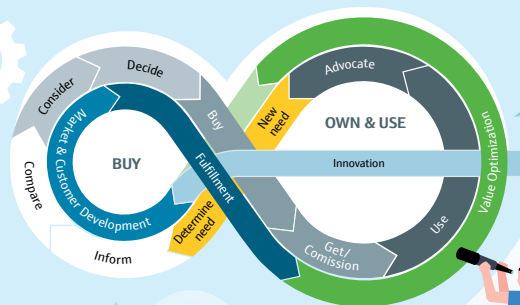 Decide
Consider
Compare
Inform
Market & Customer Development
BUY
Buy
Fulfillment
Determine
need
New
need
Advocate
OWN & USE
Innovation
Use
Get/
Comission
Value Optimization